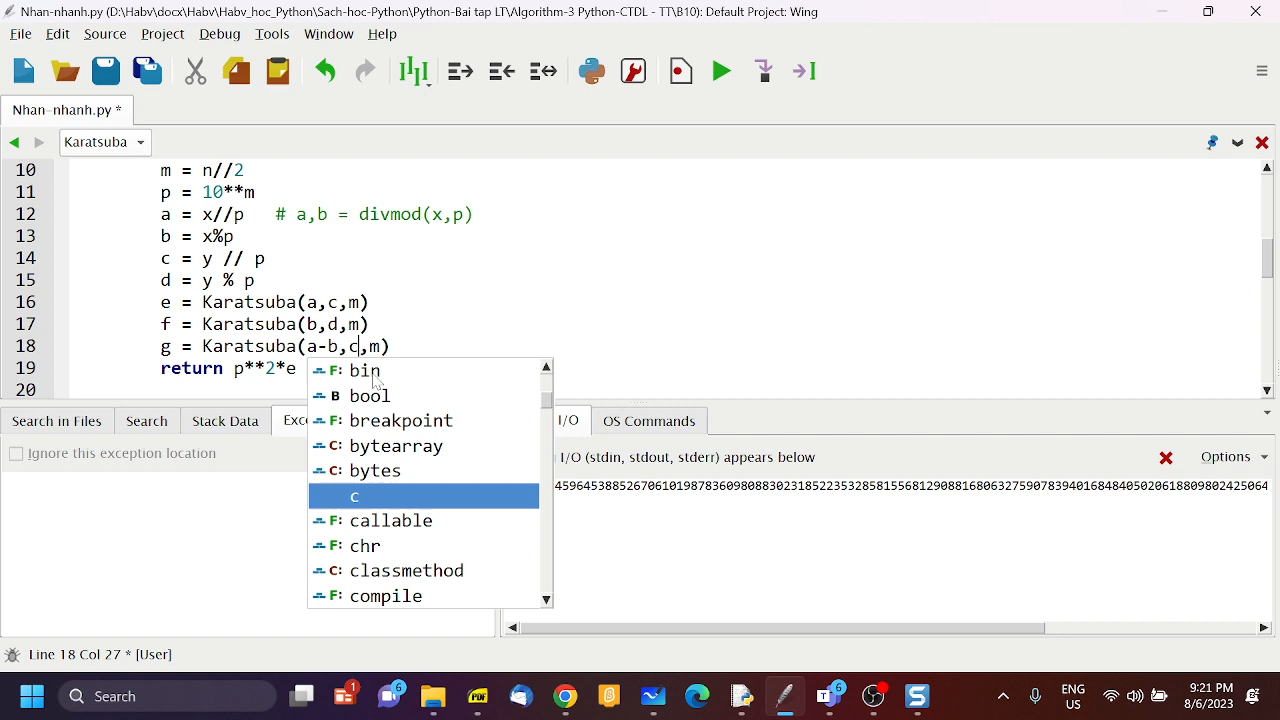 Nhan-nhanh.py (D:\Habv\docx\Habv\Habv_hoc_Python\Sach-hoc-Python\Python-Bai tap LT\Algorithm-3 Python-CTDL - TT\B10): Default Project: Wing
File Edit Source Project Debug Tools Window Help
Nhan-nhanh.py *
Karatsuba
10 m = n//2
11 p = 10**m
12 a = x//p # a,b = divmod(x,p)
13 b = x%p
14 c = y // p
15 d = y % p
16 e = Karatsuba(a,c,m)
17 f = Karatsuba(b,d,m)
18 g = Karatsuba(a-b,c,m)
19 return p**2*e
20
F: bin
B bool
F: breakpoint
C: bytearray
C: bytes
c
F: callable
F: chr
C: classmethod
F: compile
Search in Files Search Stack Data Exc I/O OS Commands
Ignore this exception location
I/O (stdin, stdout, stderr) appears below Options
Line 18 Col 27 * [User]
Search
1
6
PDF
6
S
ENG
US
9:21 PM
8/6/2023